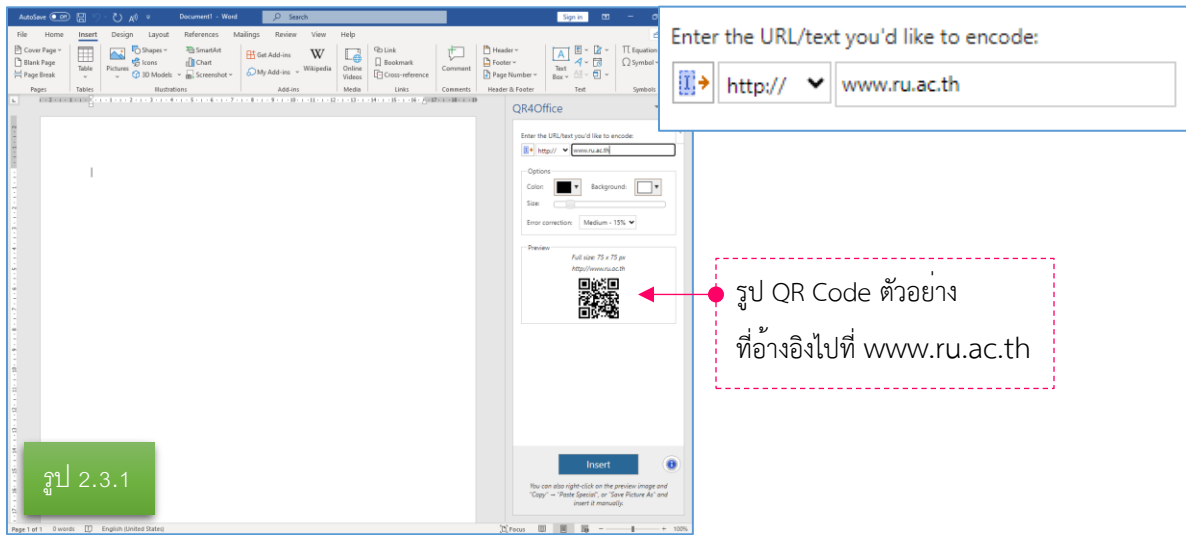 AutoSave Off Document1 - Word Search Sign in
File Home Insert Design Layout References Mailings Review View Help
Cover Page
Blank Page
Page Break
Pages
Table
Tables
Pictures
Shapes
Icons
3D Models
SmartArt
Chart
Screenshot
Illustrations
Get Add-ins
My Add-ins
Wikipedia
Add-ins
Online Videos
Media
Link
Bookmark
Cross-reference
Links
Comment
Comments
Header
Footer
Page Number
Header & Footer
Text Box
Text
Equation
Symbol
Symbols
QR4Office
Enter the URL/text you'd like to encode:
http:// www.ru.ac.th
Options
Color: Background:
Size:
Error correction: Medium - 15%
Preview
Full size: 75 x 75 px
http://www.ru.ac.th
Insert
You can also right-click on the preview image and
"Copy" → "Paste Special", or "Save Picture As" and
insert it manually.
Page 1 of 1 0 words English (United States) Focus 100%
รูป 2.3.1
Enter the URL/text you'd like to encode:
http:// www.ru.ac.th
รูป QR Code ตัวอย่าง
ที่อ้างอิงไปที่ www.ru.ac.th